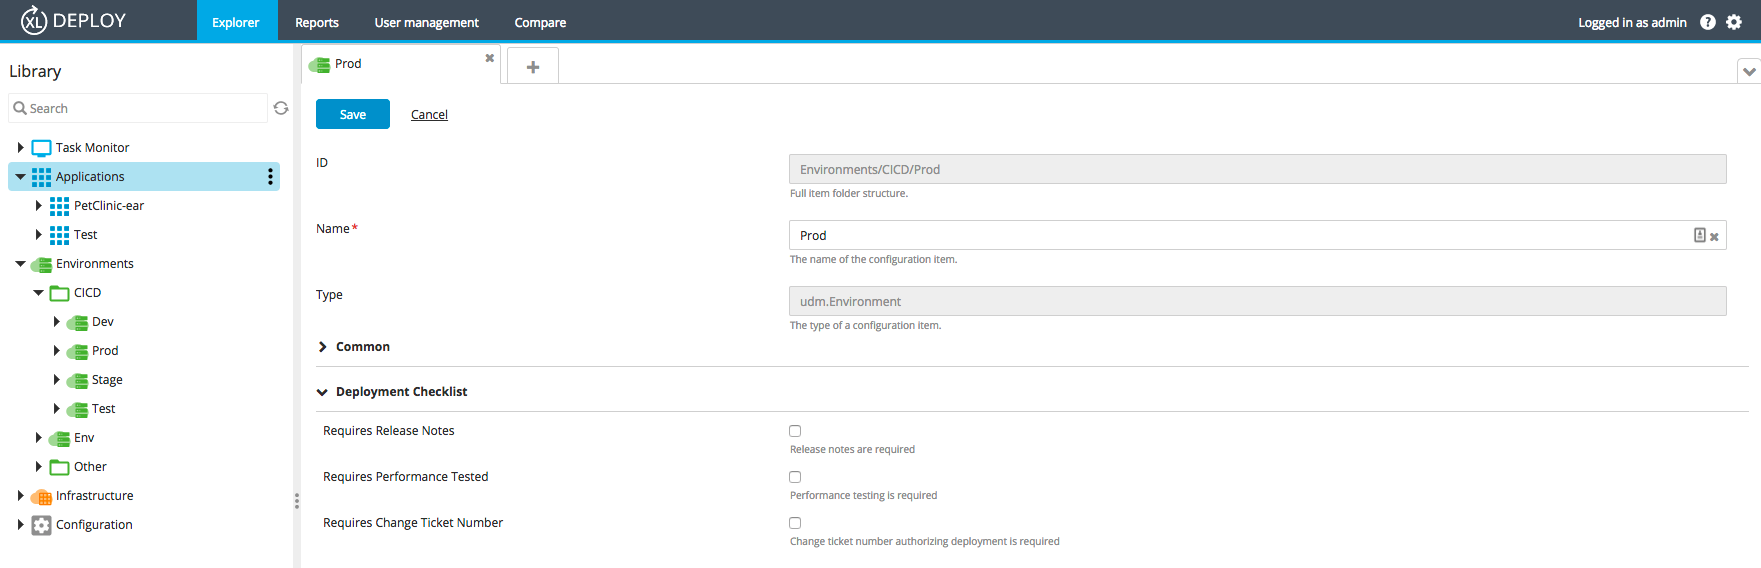 XL DEPLOY
Explorer
Reports
User management
Compare
Logged in as admin
?
Library
Search
Task Monitor
Applications
PetClinic-ear
Test
Environments
CICD
Dev
Prod
Stage
Test
Env
Other
Infrastructure
Configuration
Prod
Save
Cancel
ID
Environments/CICD/Prod
Full item folder structure.
Name*
Prod
The name of the configuration item.
Type
udm.Environment
The type of a configuration item.
Common
Deployment Checklist
Requires Release Notes
Release notes are required
Requires Performance Tested
Performance testing is required
Requires Change Ticket Number
Change ticket number authorizing deployment is required